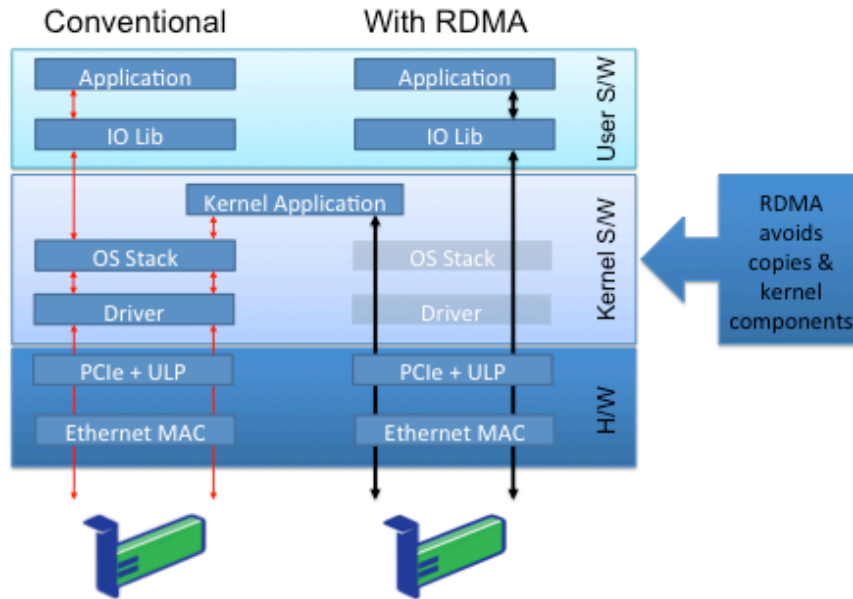 Conventional
With RDMA
Application
Application
IO Lib
IO Lib
User S/W
Kernel Application
OS Stack
OS Stack
Driver
Driver
Kernel S/W
RDMA
avoids
copies &
kernel
components
PCIe + ULP
PCIe + ULP
Ethernet MAC
Ethernet MAC
H/W